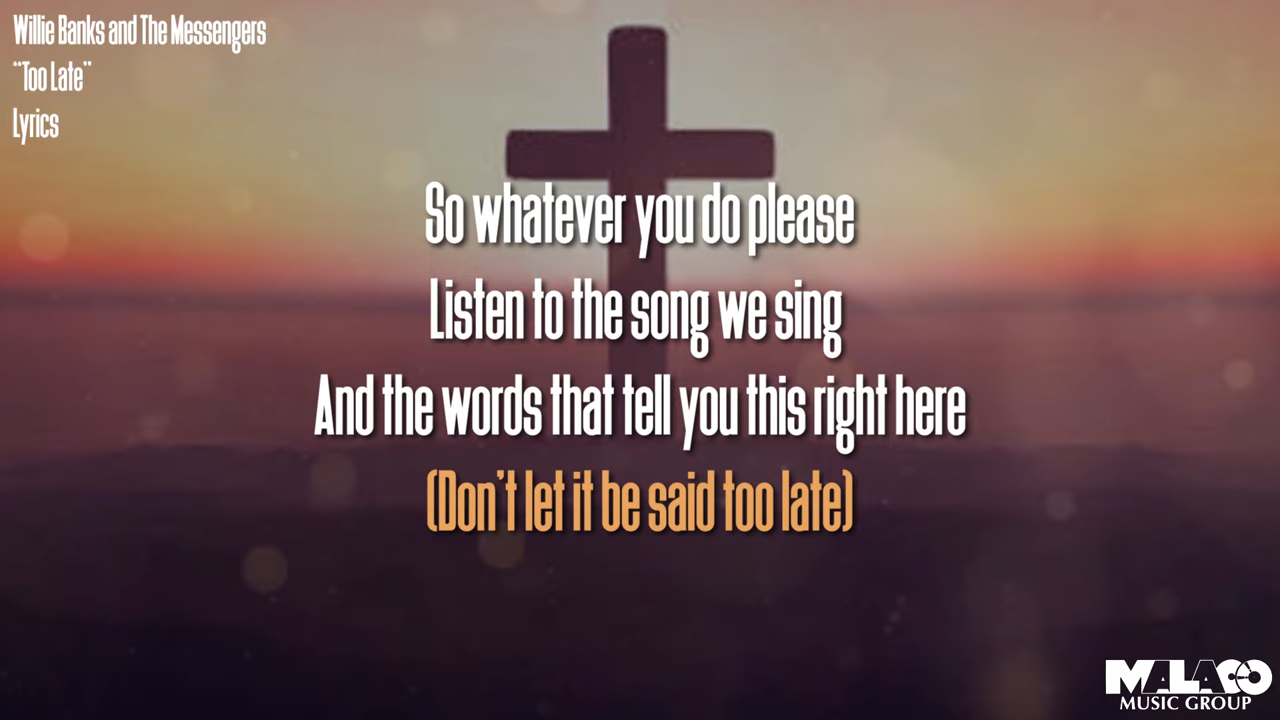 Willie Banks and The Messengers
“Too Late”
Lyrics
So whatever you do please
Listen to the song we sing
And the words that tell you this right here
(Don’t let it be said too late)
MALACO
MUSIC GROUP